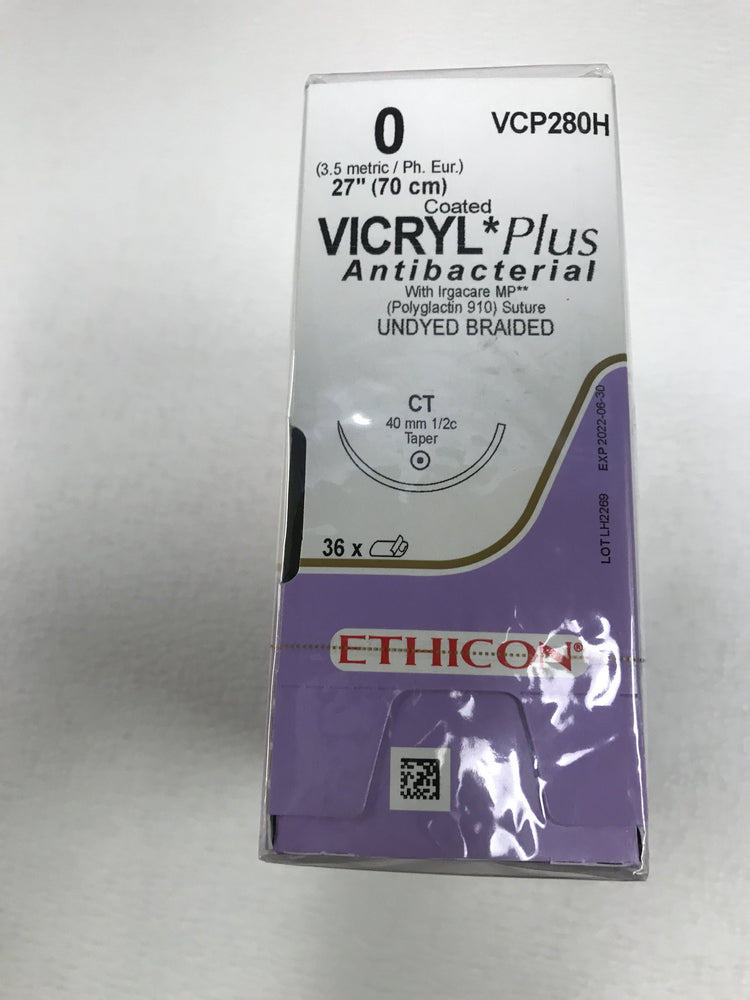 0
VCP280H
(3.5 metric / Ph. Eur.)
27" (70 cm)
Coated
VICRYL* Plus
Antibacterial
With Irgacare MP**
(Polyglactin 910) Suture
UNDYED BRAIDED
CT
40 mm 1/2c
Taper
36 x
LOT LH2269 EXP 2022-06-30
ETHICON®